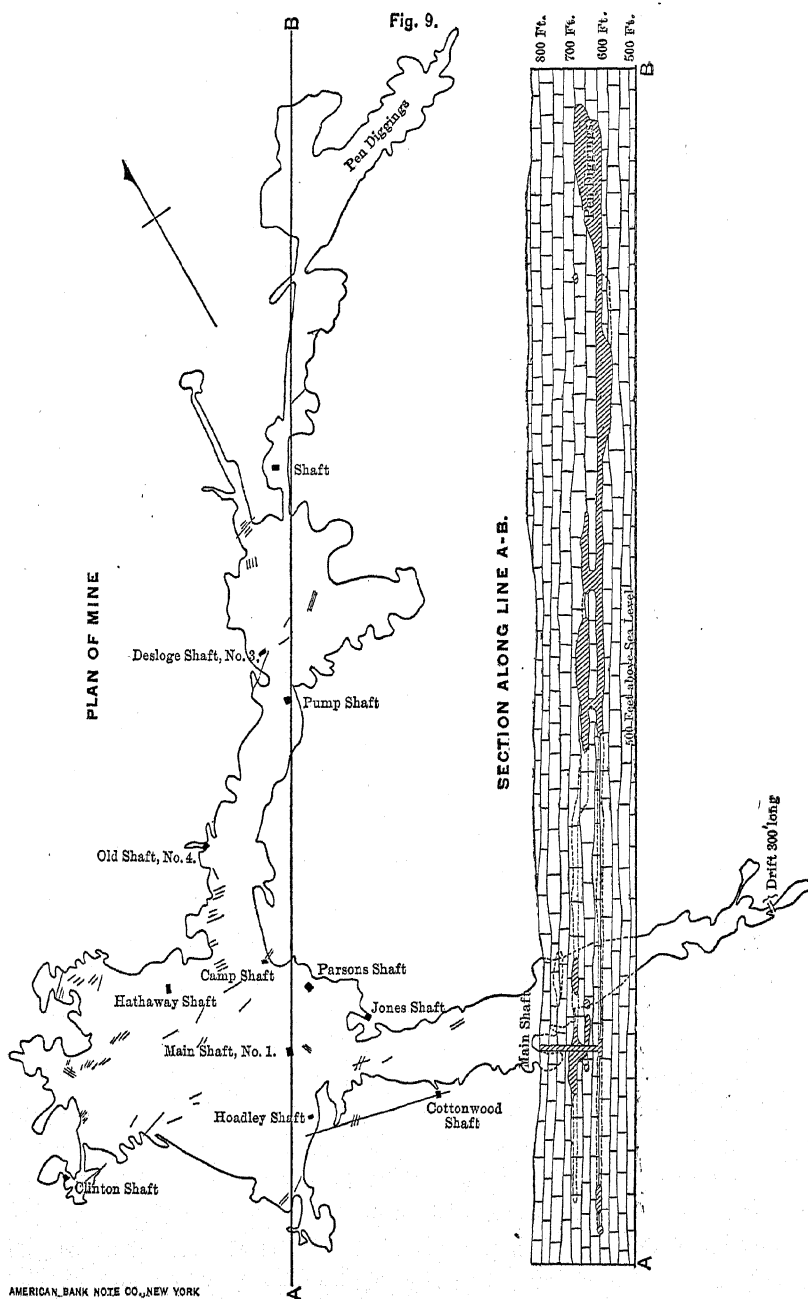 Fig. 9.
B
Pen Diggings
Shaft
PLAN OF MINE
Desloge Shaft, No. 3.
Pump Shaft
Old Shaft, No. 4.
Camp Shaft
Parsons Shaft
Hathaway Shaft
Jones Shaft
Main Shaft, No. 1.
Hoadley Shaft
Cottonwood
Shaft
Clinton Shaft
A
800 Ft.
700 Ft.
600 Ft.
500 Ft.
B
Pen Diggings
SECTION ALONG LINE A-B.
500 Feet above Sea Level
Main Shaft
Drift 300' long
A
AMERICAN BANK NOTE CO., NEW YORK